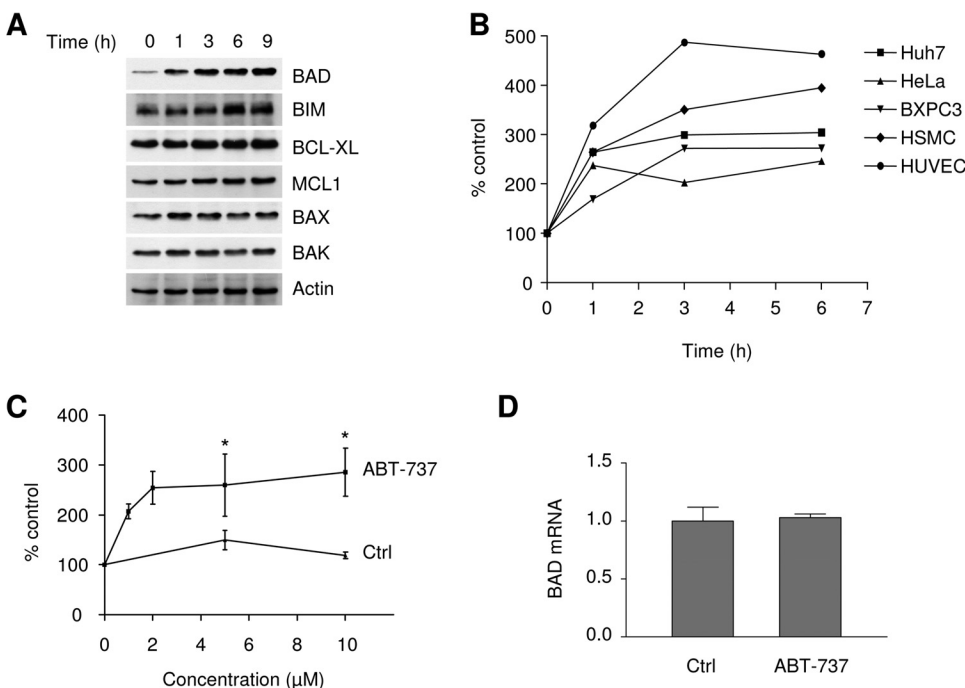 A
Time (h) 0 1 3 6 9
BAD
BIM
BCL-XL
MCL1
BAX
BAK
Actin
B
500
400
300
200
100
0
% control
0 1 2 3 4 5 6 7
Time (h)
Huh7
HeLa
BXPC3
HSMC
HUVEC
C
400
300
200
100
0
% control
* *
ABT-737
Ctrl
0 2 4 6 8 10
Concentration (µM)
D
1.5
1.0
0.5
0.0
BAD mRNA
Ctrl ABT-737